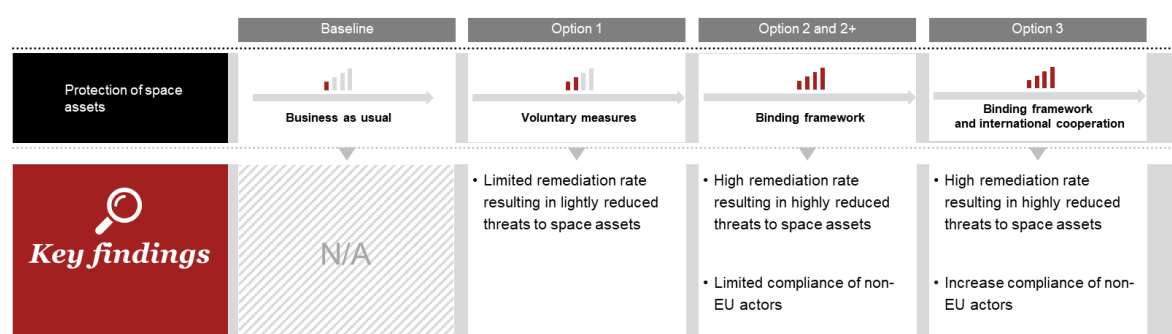 Baseline
Option 1
Option 2 and 2+
Option 3
Protection of space
assets
Business as usual
Voluntary measures
Binding framework
Binding framework
and international cooperation
Key findings
N/A
• Limited remediation rate
resulting in lightly reduced
threats to space assets
• High remediation rate
resulting in highly reduced
threats to space assets
• Limited compliance of non-
EU actors
• High remediation rate
resulting in highly reduced
threats to space assets
• Increase compliance of non-
EU actors